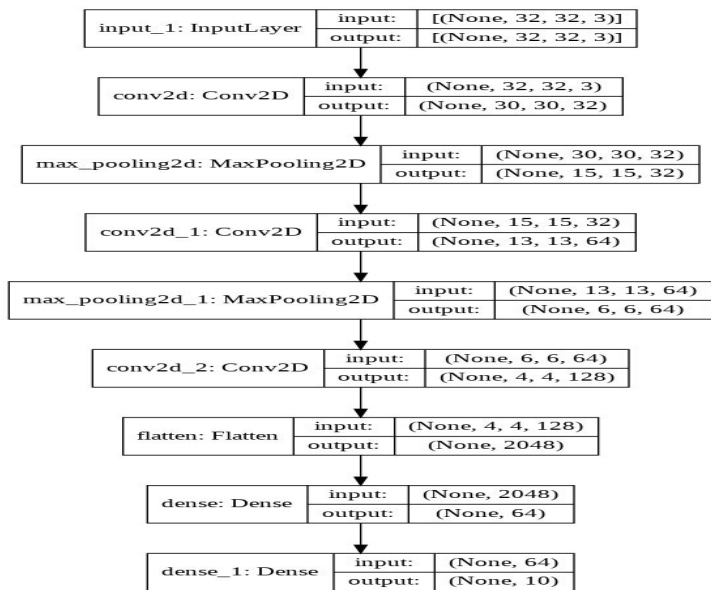 input_1: InputLayer
input: [(None, 32, 32, 3)]
output: [(None, 32, 32, 3)]
conv2d: Conv2D
input: (None, 32, 32, 3)
output: (None, 30, 30, 32)
max_pooling2d: MaxPooling2D
input: (None, 30, 30, 32)
output: (None, 15, 15, 32)
conv2d_1: Conv2D
input: (None, 15, 15, 32)
output: (None, 13, 13, 64)
max_pooling2d_1: MaxPooling2D
input: (None, 13, 13, 64)
output: (None, 6, 6, 64)
conv2d_2: Conv2D
input: (None, 6, 6, 64)
output: (None, 4, 4, 128)
flatten: Flatten
input: (None, 4, 4, 128)
output: (None, 2048)
dense: Dense
input: (None, 2048)
output: (None, 64)
dense_1: Dense
input: (None, 64)
output: (None, 10)